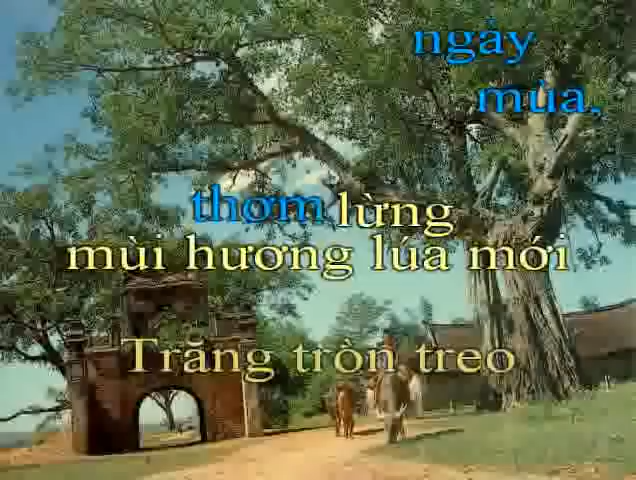 ngày
mùa,
thơm lừng
mùi hương lúa mới
Trăng tròn treo